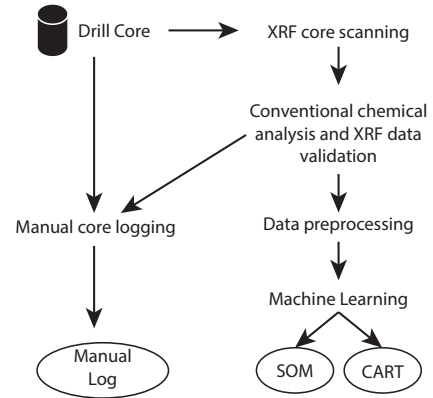 Drill Core
XRF core scanning
Conventional chemical
analysis and XRF data
validation
Manual core logging
Data preprocessing
Machine Learning
Manual
Log
SOM
CART